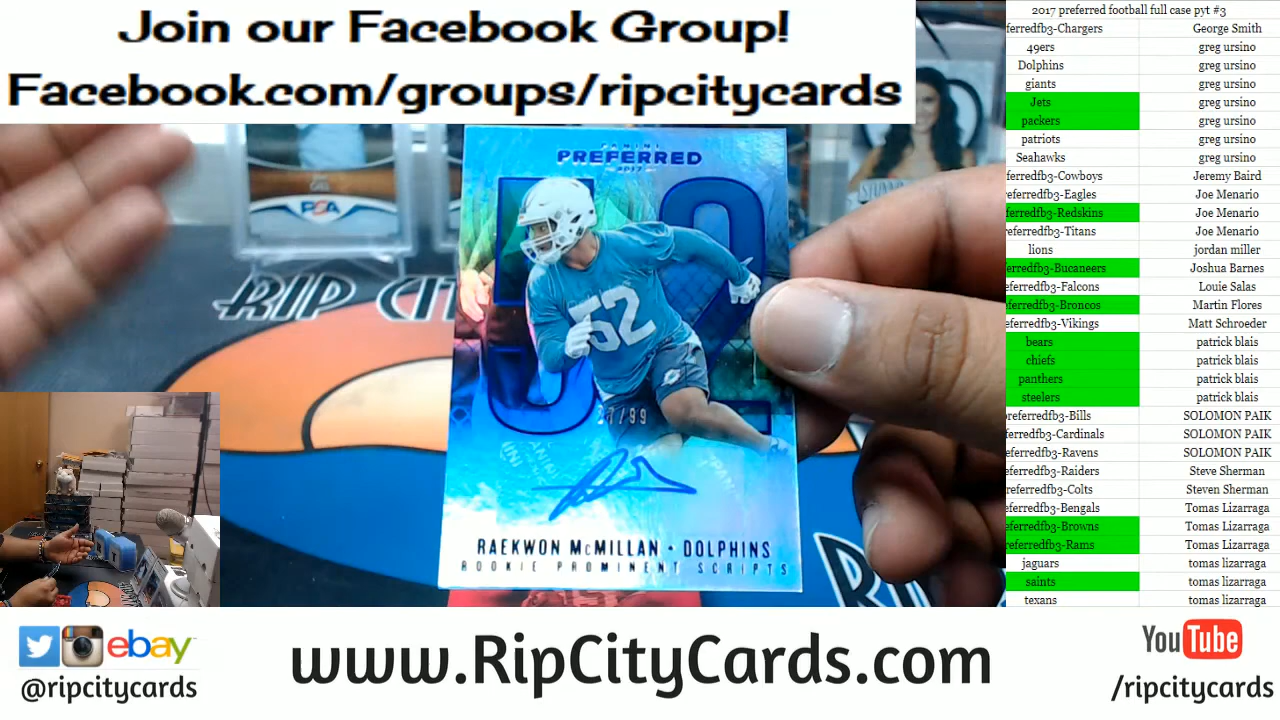 Join our Facebook Group!
Facebook.com/groups/ripcitycards
2017 preferred football full case pyt #3
ferredfb3-Chargers George Smith
49ers greg ursino
Dolphins greg ursino
giants greg ursino
Jets greg ursino
packers greg ursino
patriots greg ursino
Seahawks greg ursino
eferredfb3-Cowboys Jeremy Baird
referredfb3-Eagles Joe Menario
ferredfb3-Redskins Joe Menario
referredfb3-Titans Joe Menario
lions jordan miller
erredfb3-Bucaneers Joshua Barnes
eferredfb3-Falcons Louie Salas
eferredfb3-Broncos Martin Flores
eferredfb3-Vikings Matt Schroeder
bears patrick blais
chiefs patrick blais
panthers patrick blais
steelers patrick blais
preferredfb3-Bills SOLOMON PAIK
ferredfb3-Cardinals SOLOMON PAIK
eferredfb3-Ravens SOLOMON PAIK
eferredfb3-Raiders Steve Sherman
referredfb3-Colts Steven Sherman
eferredfb3-Bengals Tomas Lizarraga
eferredfb3-Browns Tomas Lizarraga
referredfb3-Rams Tomas Lizarraga
jaguars tomas lizarraga
saints tomas lizarraga
texans tomas lizarraga
PSA
RIP CIT
PANINI
PREFERRED
2017
52
52
/99
RAEKWON McMILLAN • DOLPHINS
ROOKIE PROMINENT SCRIPTS
ebay
@ripcitycards
www.RipCityCards.com
YouTube
/ripcitycards